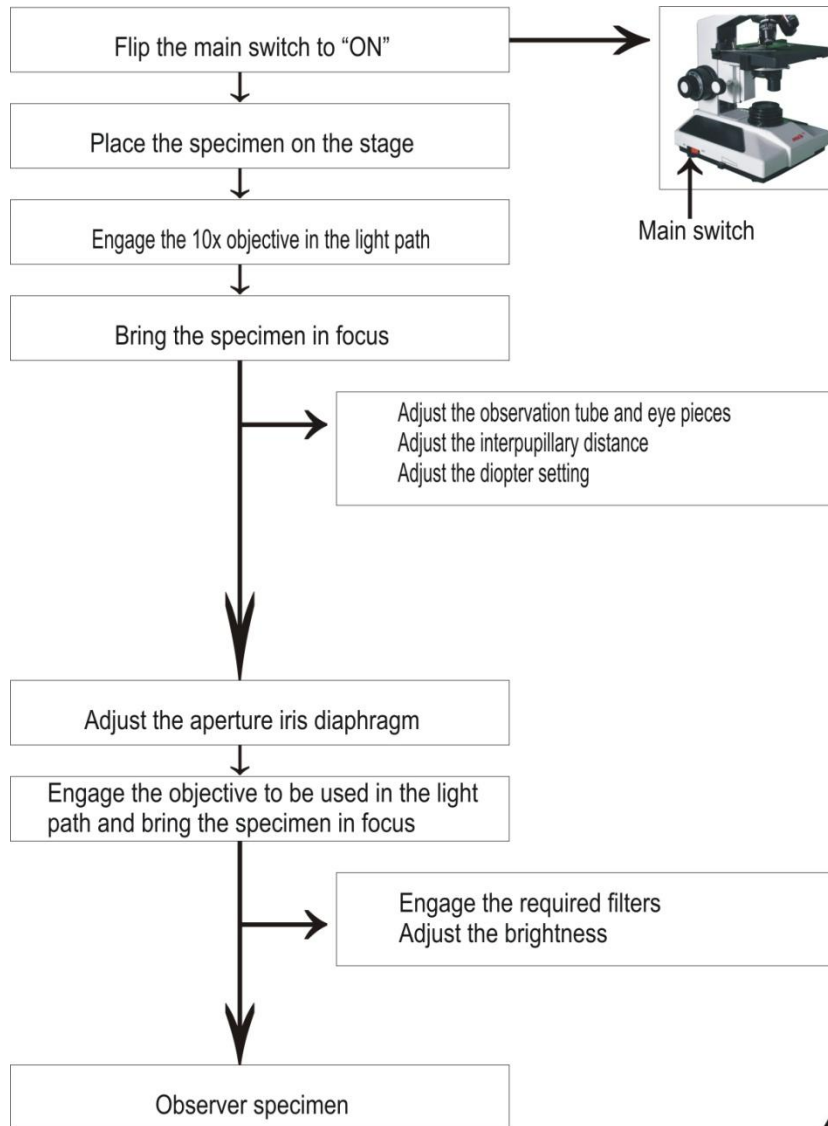 Flip the main switch to “ON”
Place the specimen on the stage
Main switch
Engage the 10x objective in the light path
Bring the specimen in focus
Adjust the observation tube and eye pieces
Adjust the interpupillary distance
Adjust the diopter setting
Adjust the aperture iris diaphragm
Engage the objective to be used in the light
path and bring the specimen in focus
Engage the required filters
Adjust the brightness
Observer specimen